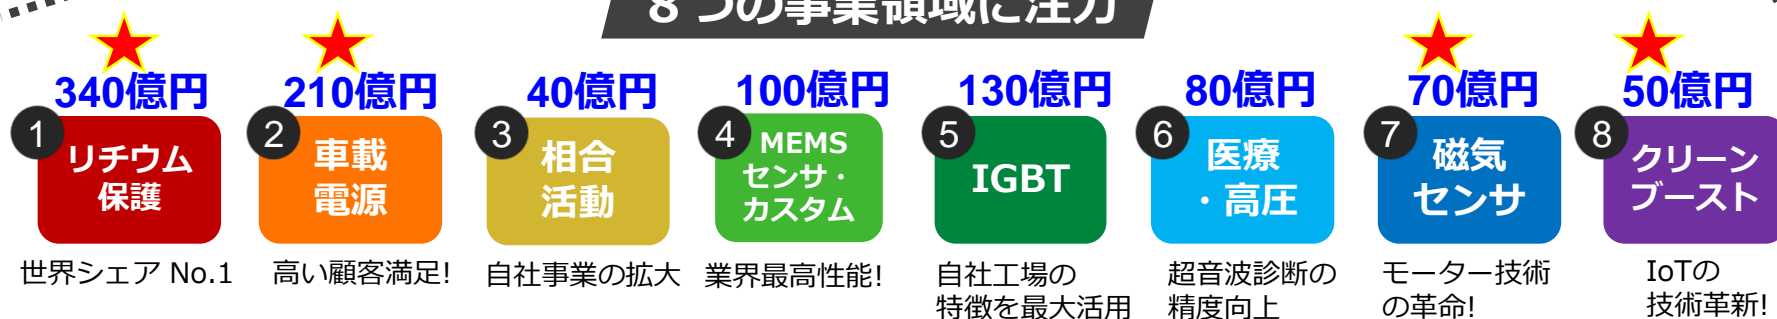 8つの事業領域に注力
340億円
1
リチウム
保護
世界シェア No.1
210億円
2
車載
電源
高い顧客満足!
40億円
3
相合
活動
自社事業の拡大
100億円
4
MEMS
センサ・
カスタム
業界最高性能!
130億円
5
IGBT
自社工場の
特徴を最大活用
80億円
6
医療
・高圧
超音波診断の
精度向上
70億円
7
磁気
センサ
モーター技術
の革命!
50億円
8
クリーン
ブースト
IoTの
技術革新!